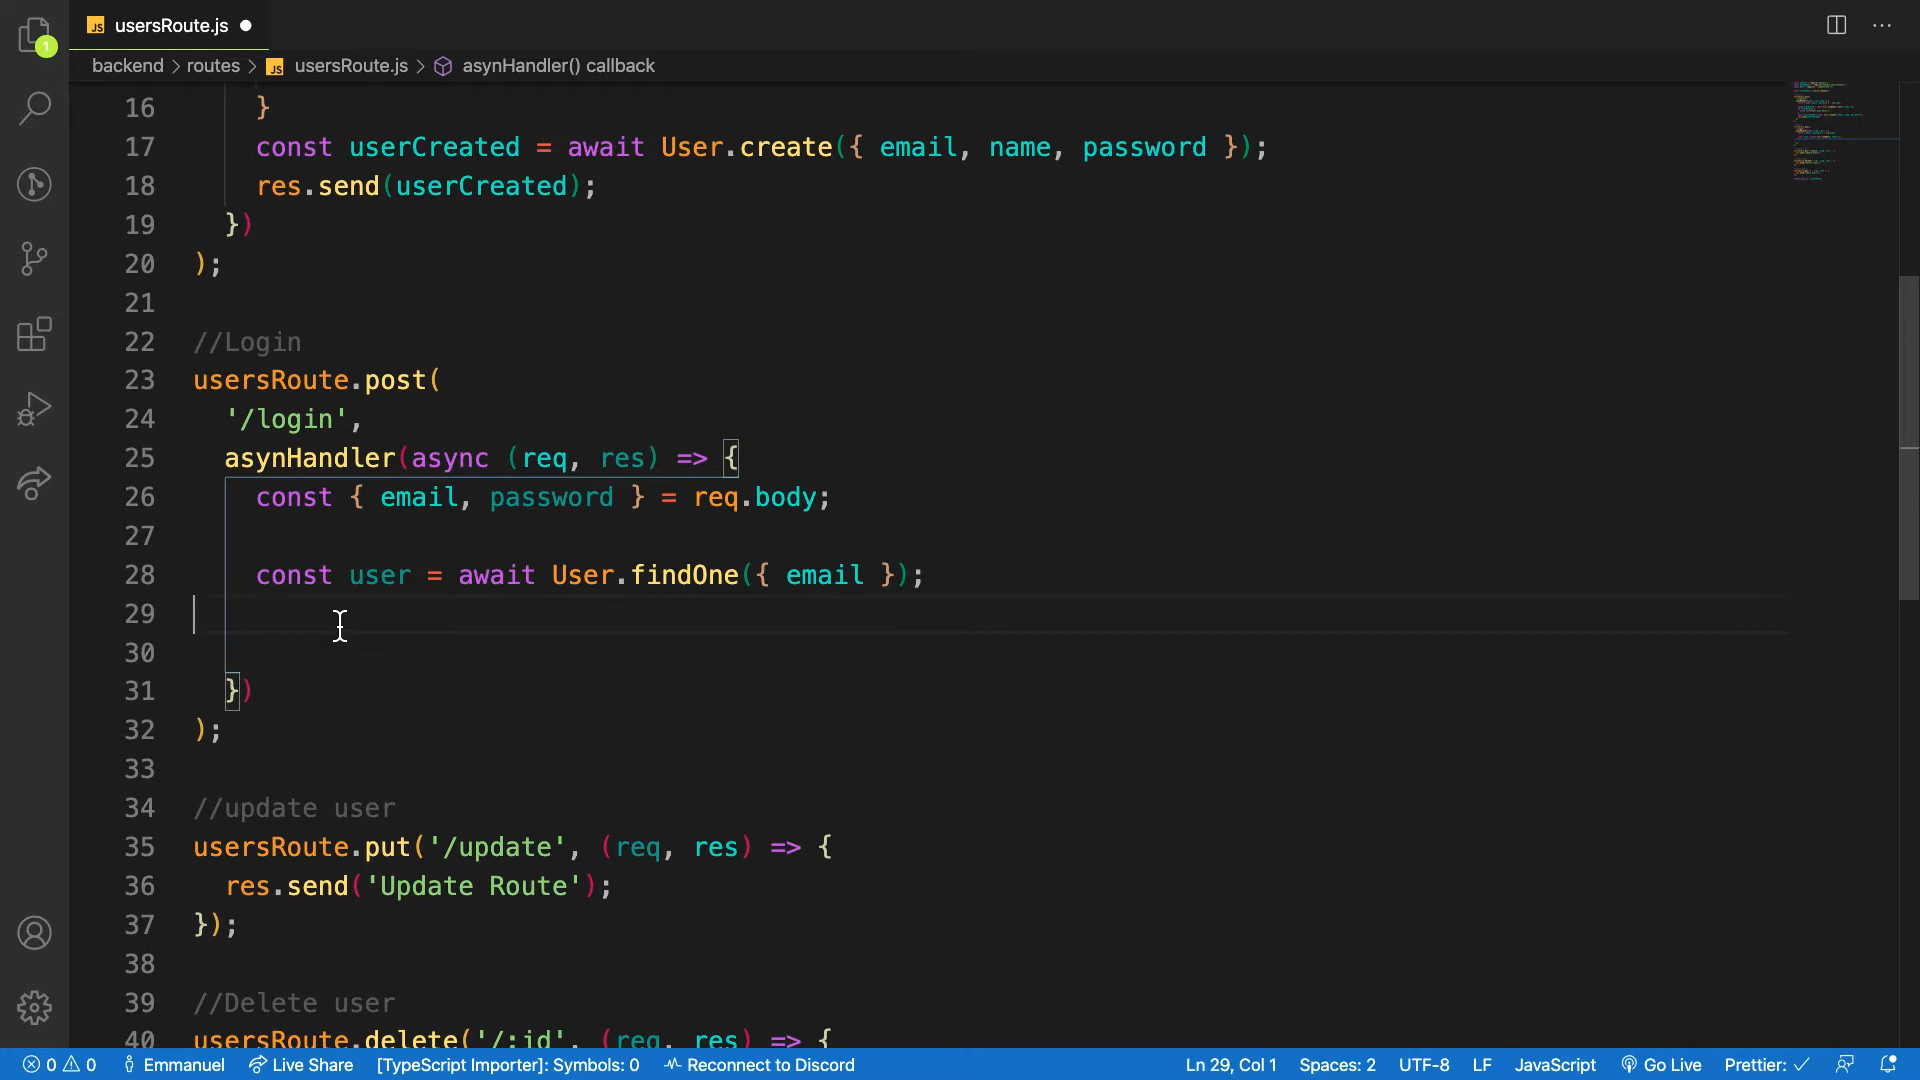 JS usersRoute.js
1
backend > routes > JS usersRoute.js > asynHandler() callback
16 }
17 const userCreated = await User.create({ email, name, password });
18 res.send(userCreated);
19 })
20 );
21
22 //Login
23 usersRoute.post(
24 '/login',
25 asynHandler(async (req, res) => {
26 const { email, password } = req.body;
27
28 const user = await User.findOne({ email });
29
30
31 })
32 );
33
34 //update user
35 usersRoute.put('/update', (req, res) => {
36 res.send('Update Route');
37 });
38
39 //Delete user
40 usersRoute.delete('/:id', (req, res) => {
0 0 Emmanuel Live Share [TypeScript Importer]: Symbols: 0 Reconnect to Discord Ln 29, Col 1 Spaces: 2 UTF-8 LF JavaScript Go Live Prettier: ✓